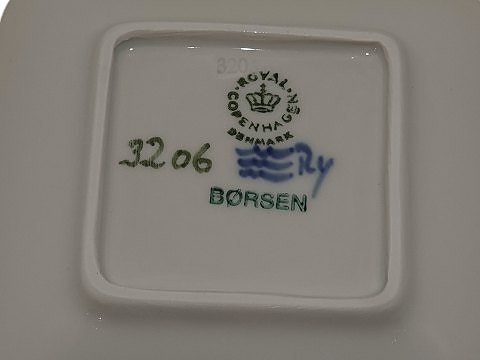 320
ROYAL
COPENHAGEN
DENMARK
3206 Ry
BØRSEN